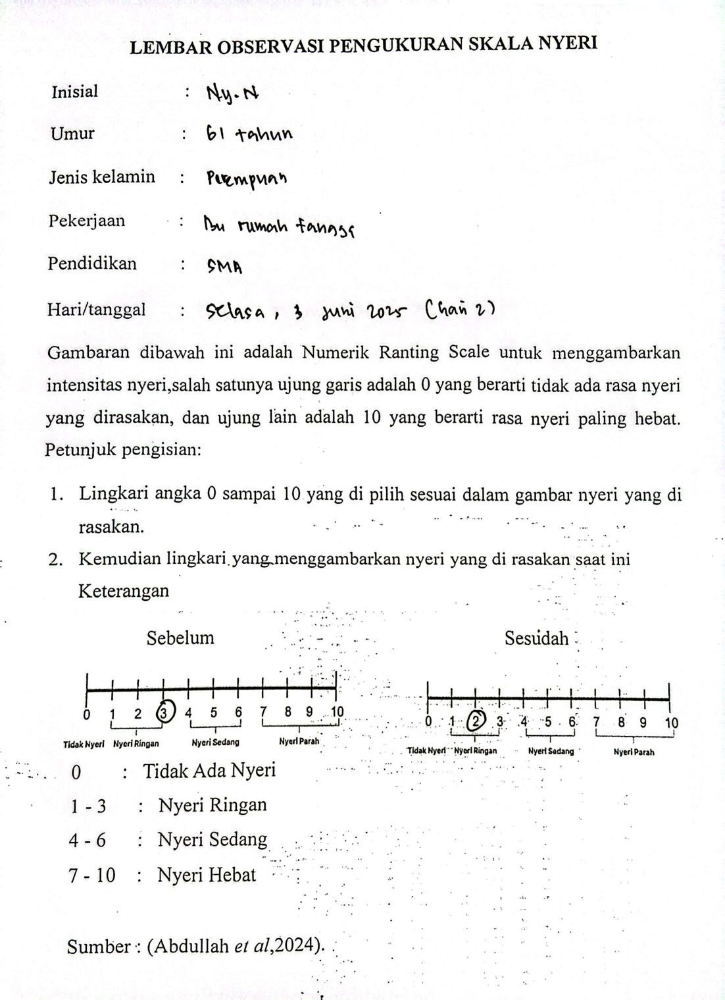 LEMBAR OBSERVASI PENGUKURAN SKALA NYERI
Inisial : Ny. N
Umur : 61 tahun
Jenis kelamin : Perempuan
Pekerjaan : Ibu rumah tangga
Pendidikan : SMA
Hari/tanggal : Selasa, 3 Juni 2025 (hari 2)
Gambaran dibawah ini adalah Numerik Ranting Scale untuk menggambarkan
intensitas nyeri,salah satunya ujung garis adalah 0 yang berarti tidak ada rasa nyeri
yang dirasakan, dan ujung lain adalah 10 yang berarti rasa nyeri paling hebat.
Petunjuk pengisian:
1. Lingkari angka 0 sampai 10 yang di pilih sesuai dalam gambar nyeri yang di
rasakan.
2. Kemudian lingkari yang menggambarkan nyeri yang di rasakan saat ini
Keterangan
Sebelum
0 1 2 3 4 5 6 7 8 9 10
Tidak Nyeri Nyeri Ringan Nyeri Sedang Nyeri Parah
Sesudah
0 1 2 3 4 5 6 7 8 9 10
Tidak Nyeri Nyeri Ringan Nyeri Sedang Nyeri Parah
0 : Tidak Ada Nyeri
1 - 3 : Nyeri Ringan
4 - 6 : Nyeri Sedang
7 - 10 : Nyeri Hebat
Sumber : (Abdullah et al,2024).